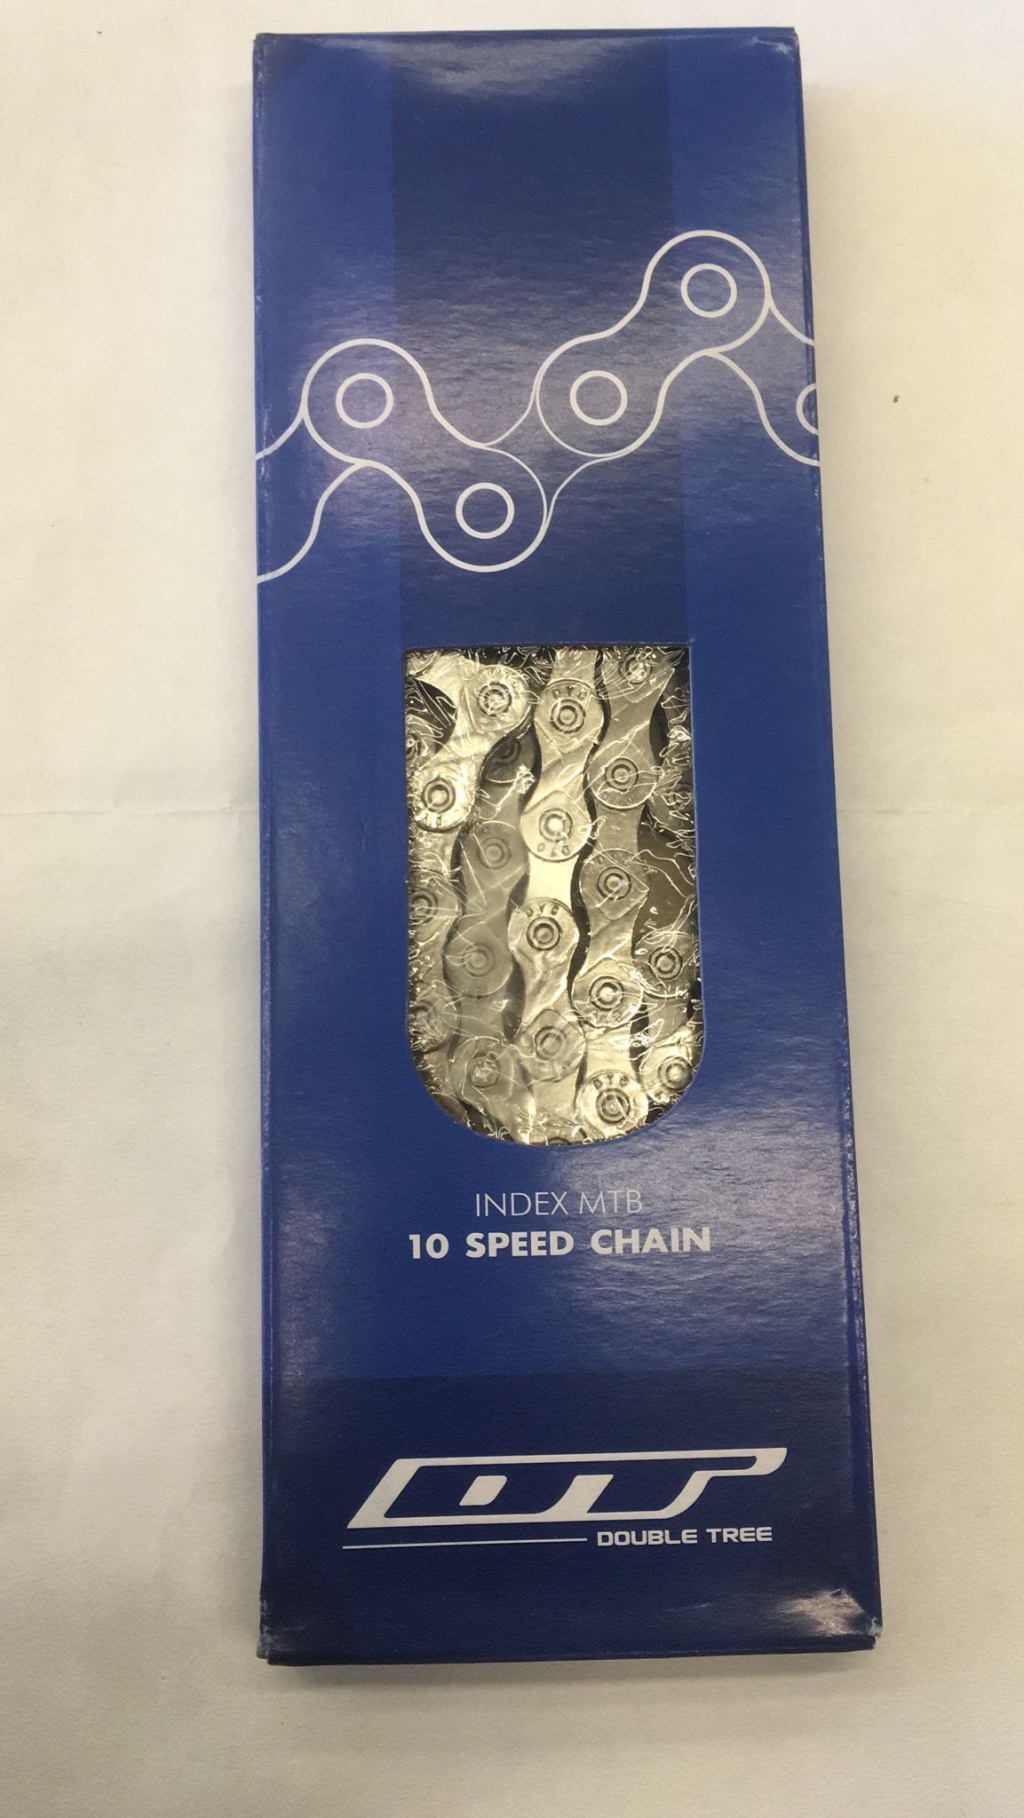 INDEX MTB
10 SPEED CHAIN
DT
DOUBLE TREE